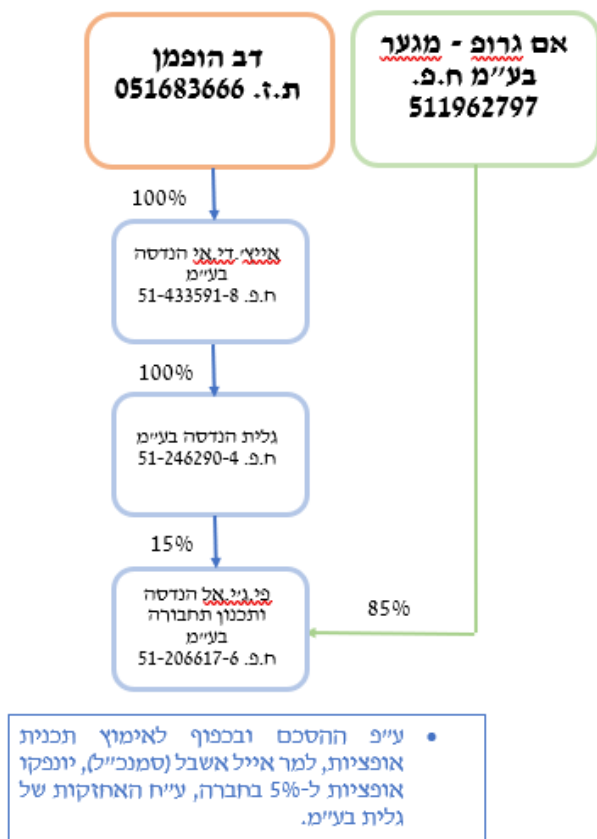 דב הופמן
ת.ז. 051683666
אם גרופ - מגער
בע"מ ח.פ.
511962797
100%
אייצ'.די.אי הנדסה
בע"מ
ח.פ. 51-433591-8
100%
גלית הנדסה בע"מ
ח.פ. 51-246290-4
15%
85%
פי.ג'י.אל הנדסה
ותכנון תחבורה
בע"מ
ח.פ. 51-206617-6
• ע"פ ההסכם ובכפוף לאימוץ תכנית
אופציות, למר אייל אשבל (סמנכ"ל), יונפקו
אופציות ל-5% בחברה, ע"ח האחזקות של
גלית בע"מ.